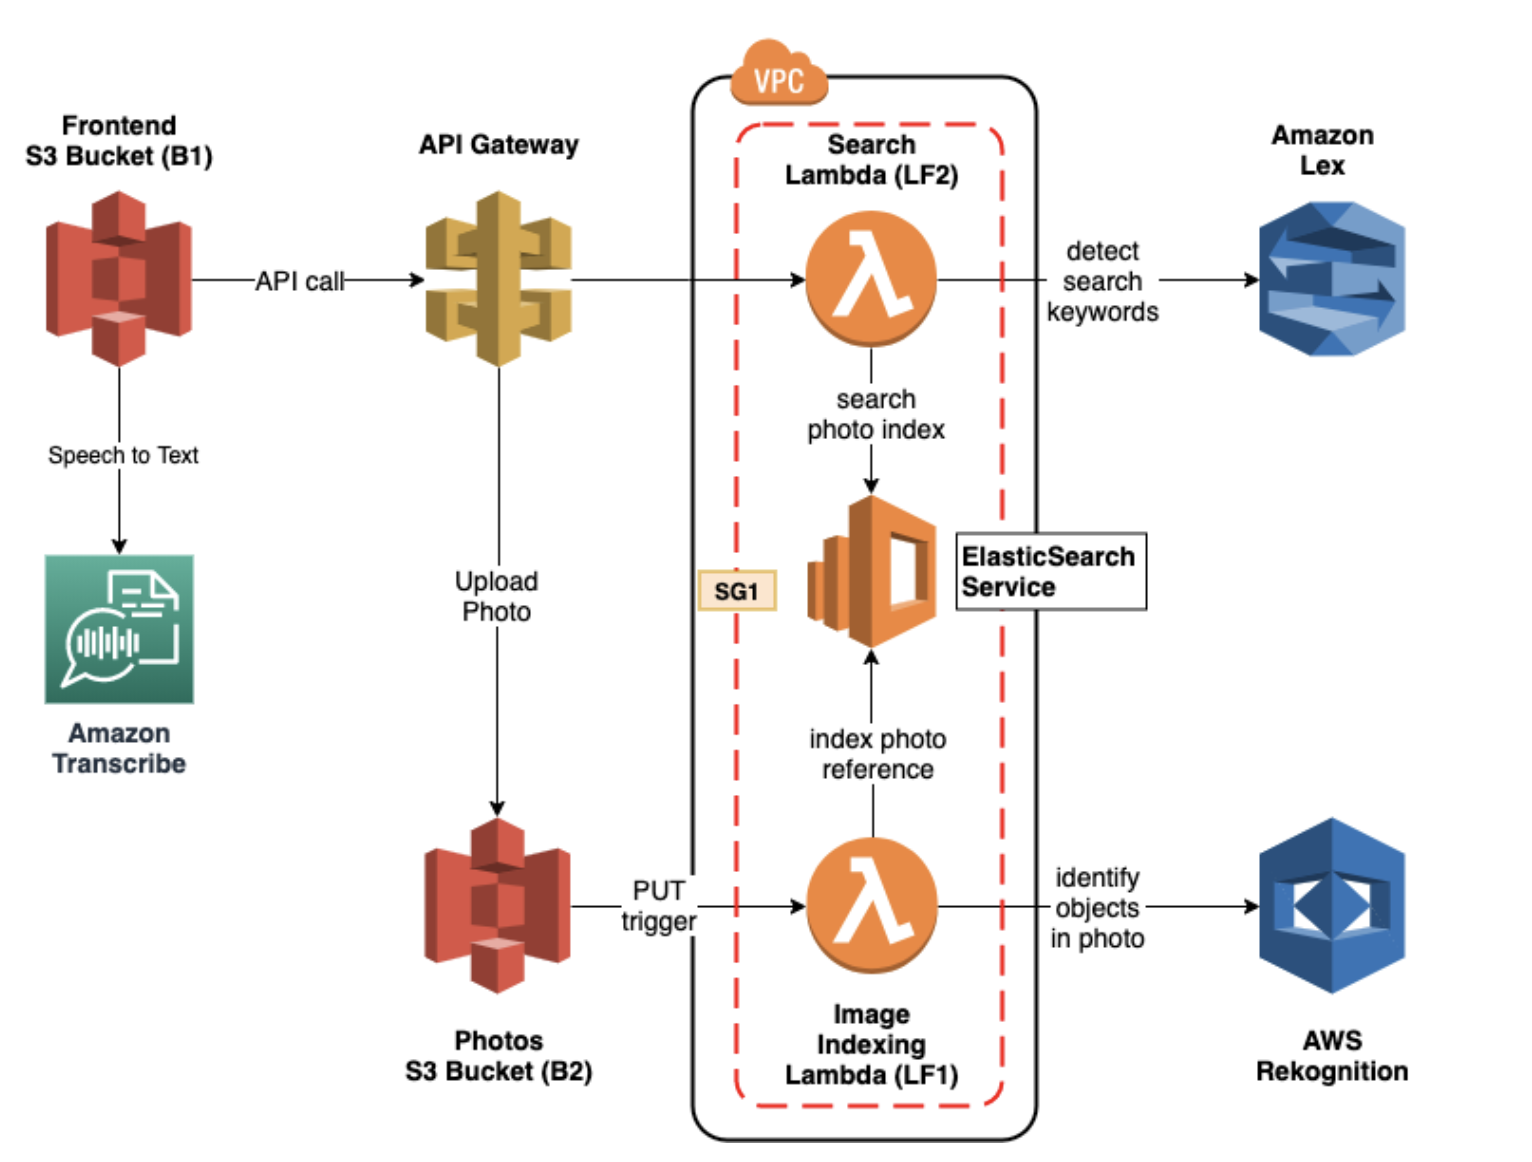 VPC
Frontend
S3 Bucket (B1)
API Gateway
Search
Lambda (LF2)
Amazon
Lex
API call
detect
search
keywords
search
photo index
Speech to Text
ElasticSearch
Service
SG1
Upload
Photo
Amazon
Transcribe
index photo
reference
PUT
trigger
identify
objects
in photo
Photos
S3 Bucket (B2)
Image
Indexing
Lambda (LF1)
AWS
Rekognition